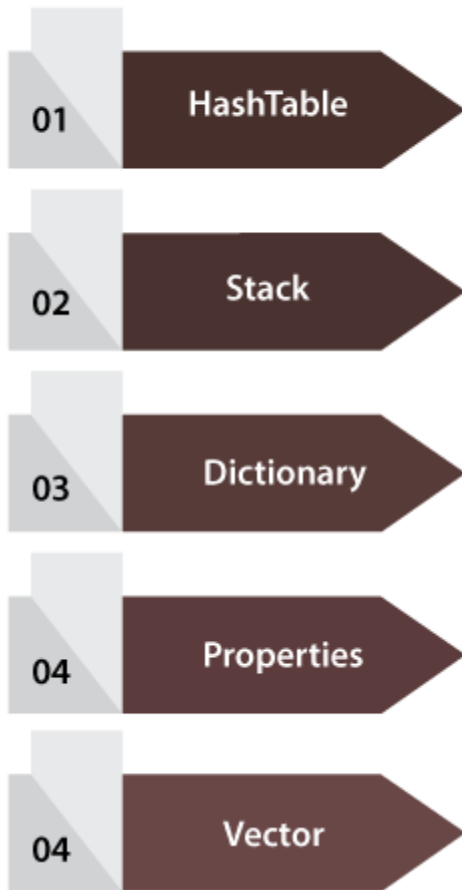 01 HashTable
02 Stack
03 Dictionary
04 Properties
04 Vector